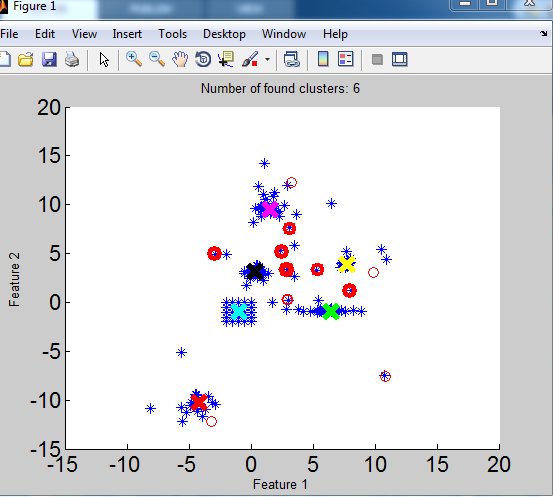 Figure 1
File Edit View Insert Tools Desktop Window Help
Number of found clusters: 6
20
15
10
5
0
-5
-10
-15
Feature 2
-15 -10 -5 0 5 10 15 20
Feature 1